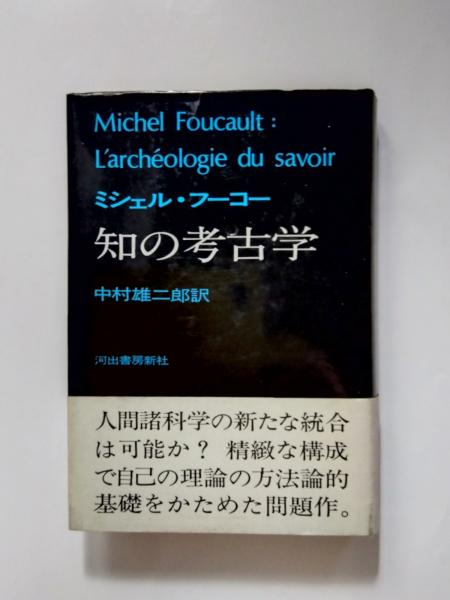 Michel Foucault :
L'archéologie du savoir
ミシェル・フーコー
知の考古学
中村雄二郎訳
河出書房新社
人間諸科学の新たな統合
は可能か？ 精緻な構成
で自己の理論の方法論的
基礎をかためた問題作。